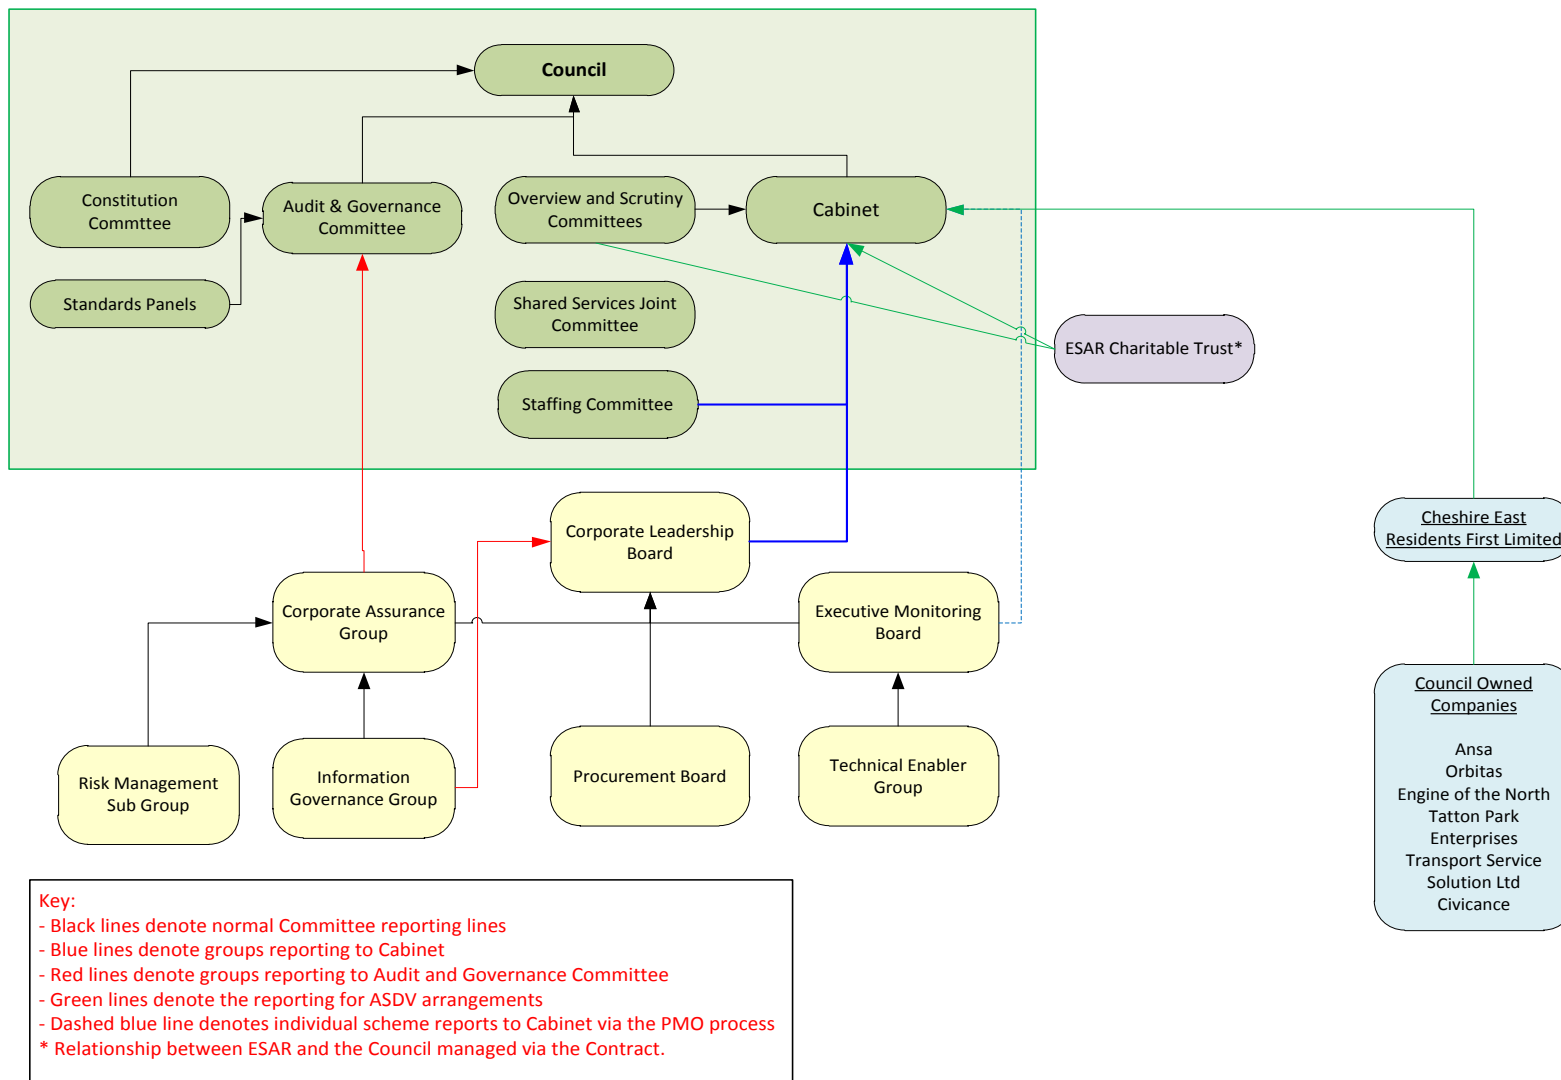 Council
Constitution
Commttee
Audit & Governance
Committee
Overview and Scrutiny
Committees
Cabinet
Standards Panels
Shared Services Joint
Committee
ESAR Charitable Trust*
Staffing Committee
Corporate Leadership
Board
Cheshire East
Residents First Limited
Corporate Assurance
Group
Executive Monitoring
Board
Risk Management
Sub Group
Information
Governance Group
Procurement Board
Technical Enabler
Group
Council Owned
Companies
Ansa
Orbitas
Engine of the North
Tatton Park
Enterprises
Transport Service
Solution Ltd
Civicance
Key:
- Black lines denote normal Committee reporting lines
- Blue lines denote groups reporting to Cabinet
- Red lines denote groups reporting to Audit and Governance Committee
- Green lines denote the reporting for ASDV arrangements
- Dashed blue line denotes individual scheme reports to Cabinet via the PMO process
* Relationship between ESAR and the Council managed via the Contract.